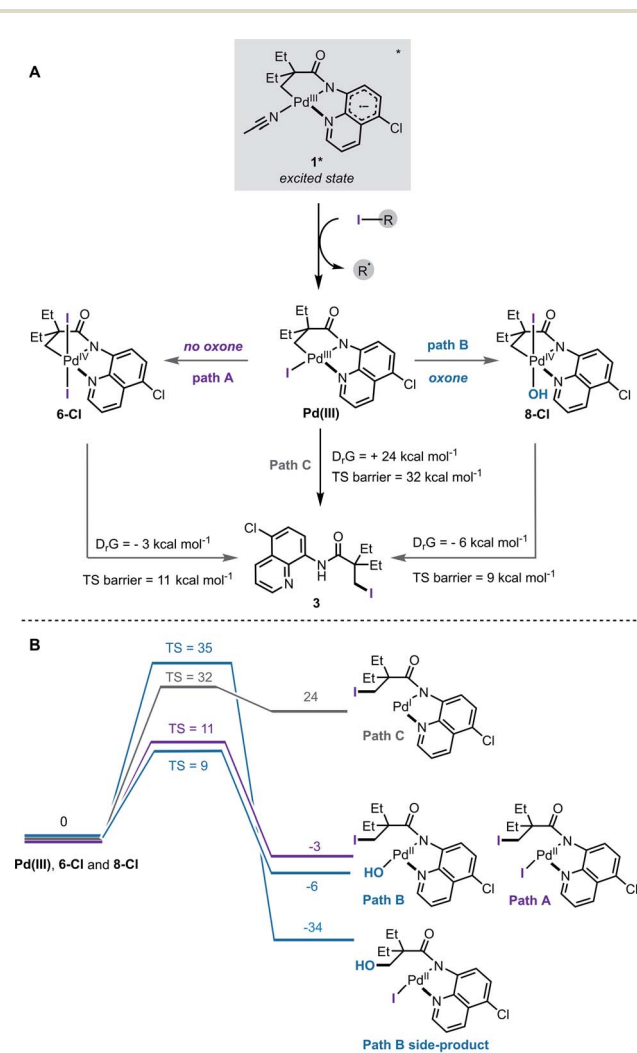 A
*
Et
O
Et
N
Pd^III
N
N
Cl
1*
excited state
I—R
R•
I
Et
O
Et
N
Pd^IV
N
I
Cl
6-Cl
no oxone
path A
Et
O
Et
N
Pd^III
I
N
Cl
Pd(III)
path B
oxone
I
Et
O
Et
N
Pd^IV
N
OH
Cl
8-Cl
Path C
DrG = + 24 kcal mol-1
TS barrier = 32 kcal mol-1
DrG = - 3 kcal mol-1
TS barrier = 11 kcal mol-1
DrG = - 6 kcal mol-1
TS barrier = 9 kcal mol-1
Cl
O
Et
Et
N
N
H
I
3
B
TS = 35
TS = 32
TS = 11
TS = 9
0
24
-3
-6
-34
Pd(III), 6-Cl and 8-Cl
Et
O
Et
I
N
Pd^I
N
Cl
Path C
Et
O
Et
I
N
Pd^II
HO
N
Cl
Path B
Et
O
Et
I
N
Pd^II
I
N
Cl
Path A
Et
O
Et
HO
N
Pd^II
I
N
Cl
Path B side-product